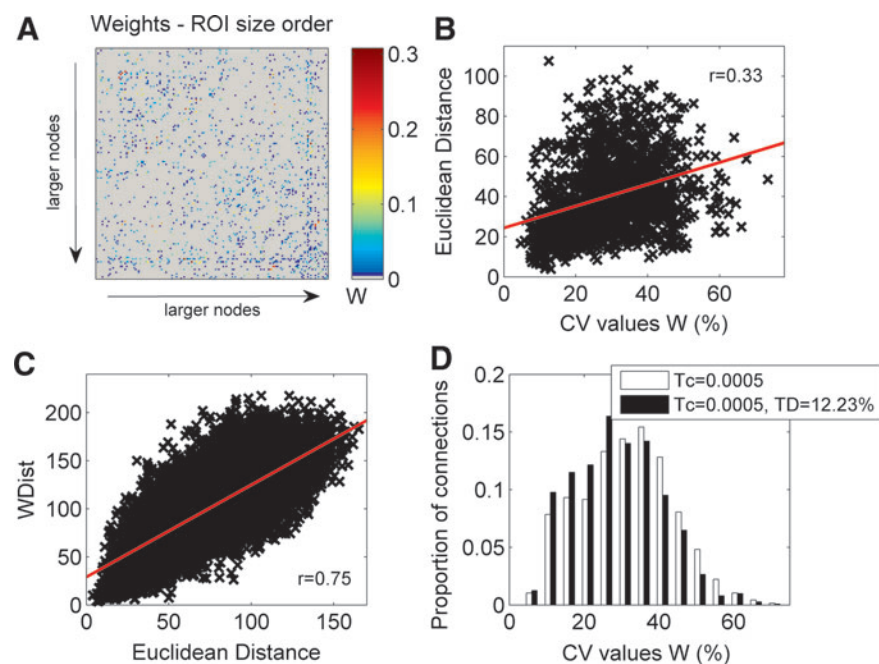 A
Weights - ROI size order
larger nodes
larger nodes
0.3
0.2
0.1
0
W
B
Euclidean Distance
100
80
60
40
20
0
r=0.33
0 20 40 60
CV values W (%)
C
WDist
200
150
100
50
0
r=0.75
0 50 100 150
Euclidean Distance
D
Proportion of connections
0.2
0.15
0.1
0.05
0
Tc=0.0005
Tc=0.0005, TD=12.23%
0 20 40 60
CV values W (%)